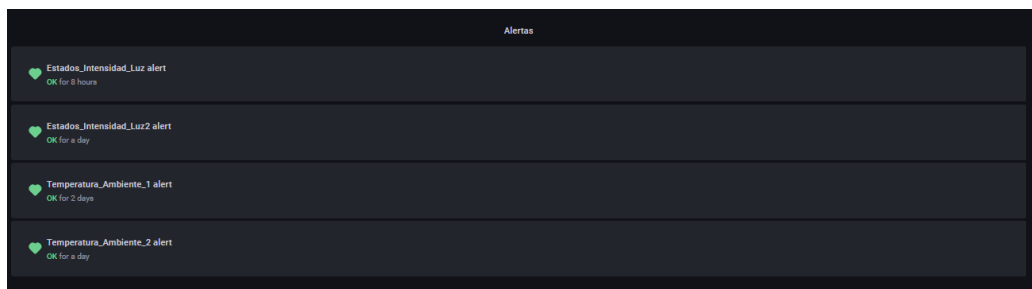 Alertas
Estados_Intensidad_Luz alert
OK for 8 hours
Estados_Intensidad_Luz2 alert
OK for a day
Temperatura_Ambiente_1 alert
OK for 2 days
Temperatura_Ambiente_2 alert
OK for a day